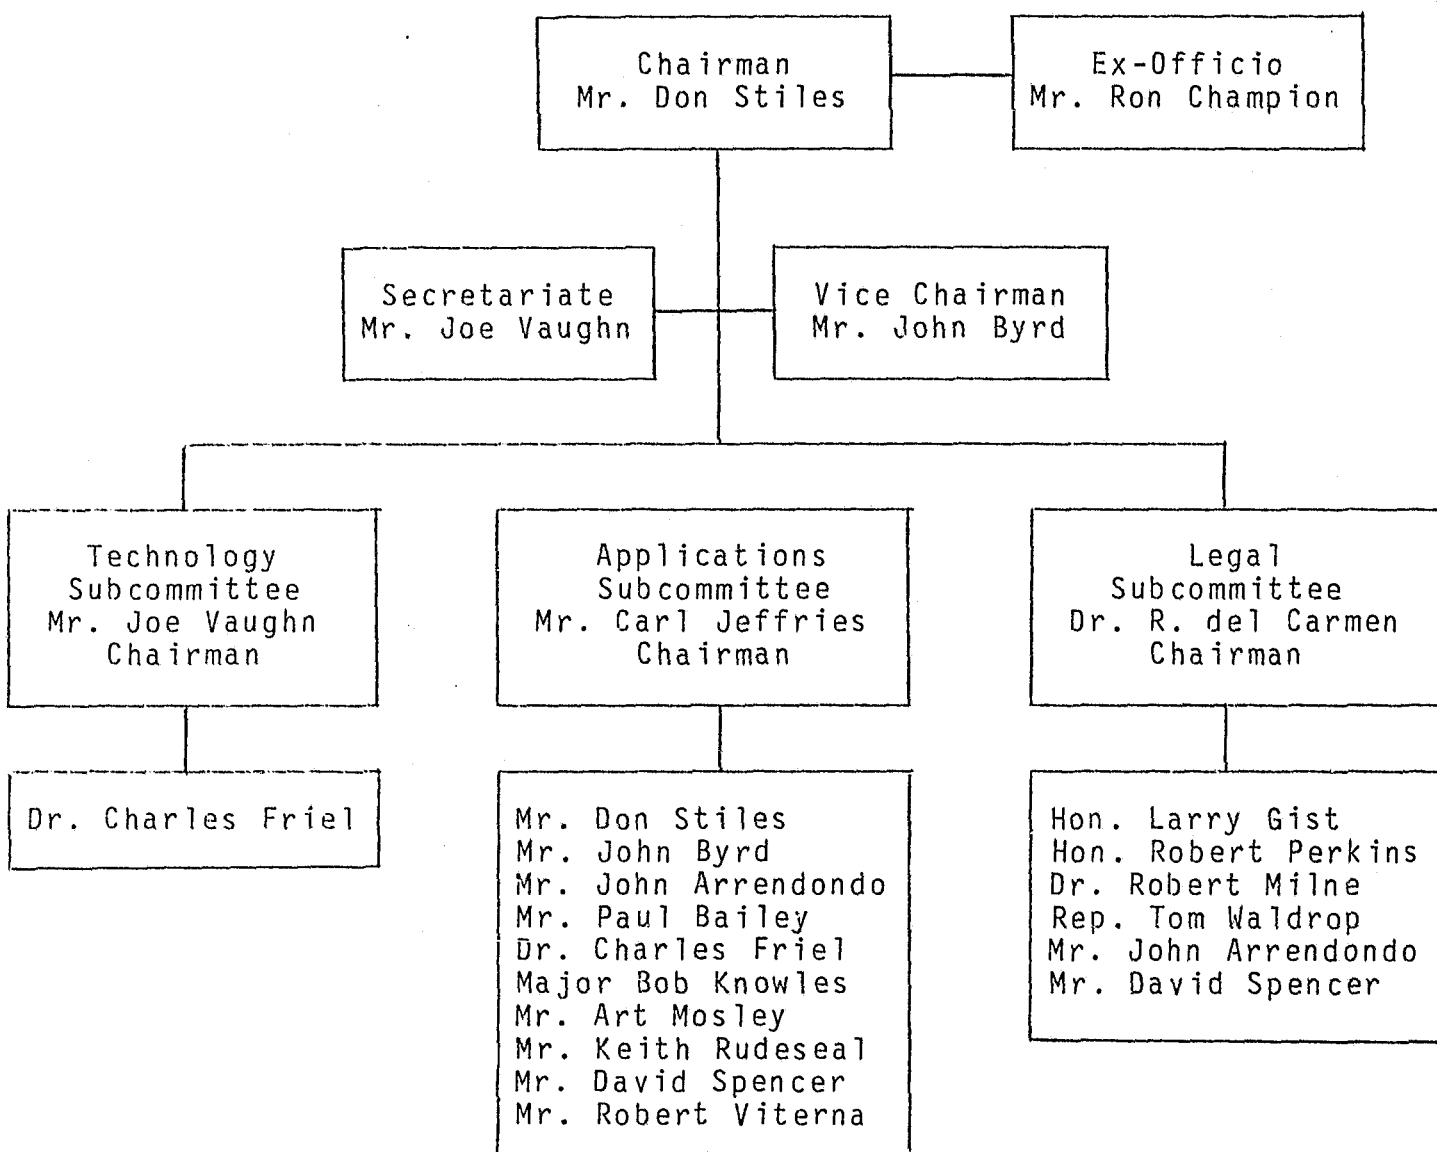 Chairman
Mr. Don Stiles
Ex-Officio
Mr. Ron Champion
Secretariate
Mr. Joe Vaughn
Vice Chairman
Mr. John Byrd
Technology
Subcommittee
Mr. Joe Vaughn
Chairman
Applications
Subcommittee
Mr. Carl Jeffries
Chairman
Legal
Subcommittee
Dr. R. del Carmen
Chairman
Dr. Charles Friel
Mr. Don Stiles
Mr. John Byrd
Mr. John Arrendondo
Mr. Paul Bailey
Dr. Charles Friel
Major Bob Knowles
Mr. Art Mosley
Mr. Keith Rudeseal
Mr. David Spencer
Mr. Robert Viterna
Hon. Larry Gist
Hon. Robert Perkins
Dr. Robert Milne
Rep. Tom Waldrop
Mr. John Arrendondo
Mr. David Spencer